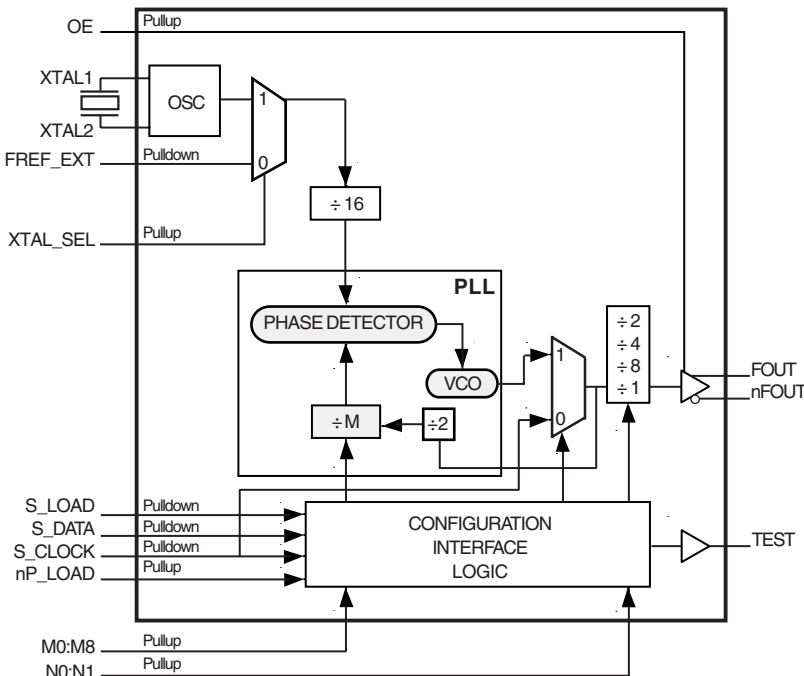 OE
Pullup
XTAL1
OSC
XTAL2
1
0
FREF_EXT
Pulldown
÷ 16
XTAL_SEL
Pullup
PLL
PHASE DETECTOR
VCO
÷ M
÷2
1
0
÷ 2
÷ 4
÷ 8
÷ 1
FOUT
nFOUT
S_LOAD
Pulldown
S_DATA
Pulldown
S_CLOCK
Pulldown
nP_LOAD
Pullup
CONFIGURATION
INTERFACE
LOGIC
TEST
M0:M8
Pullup
N0:N1
Pullup